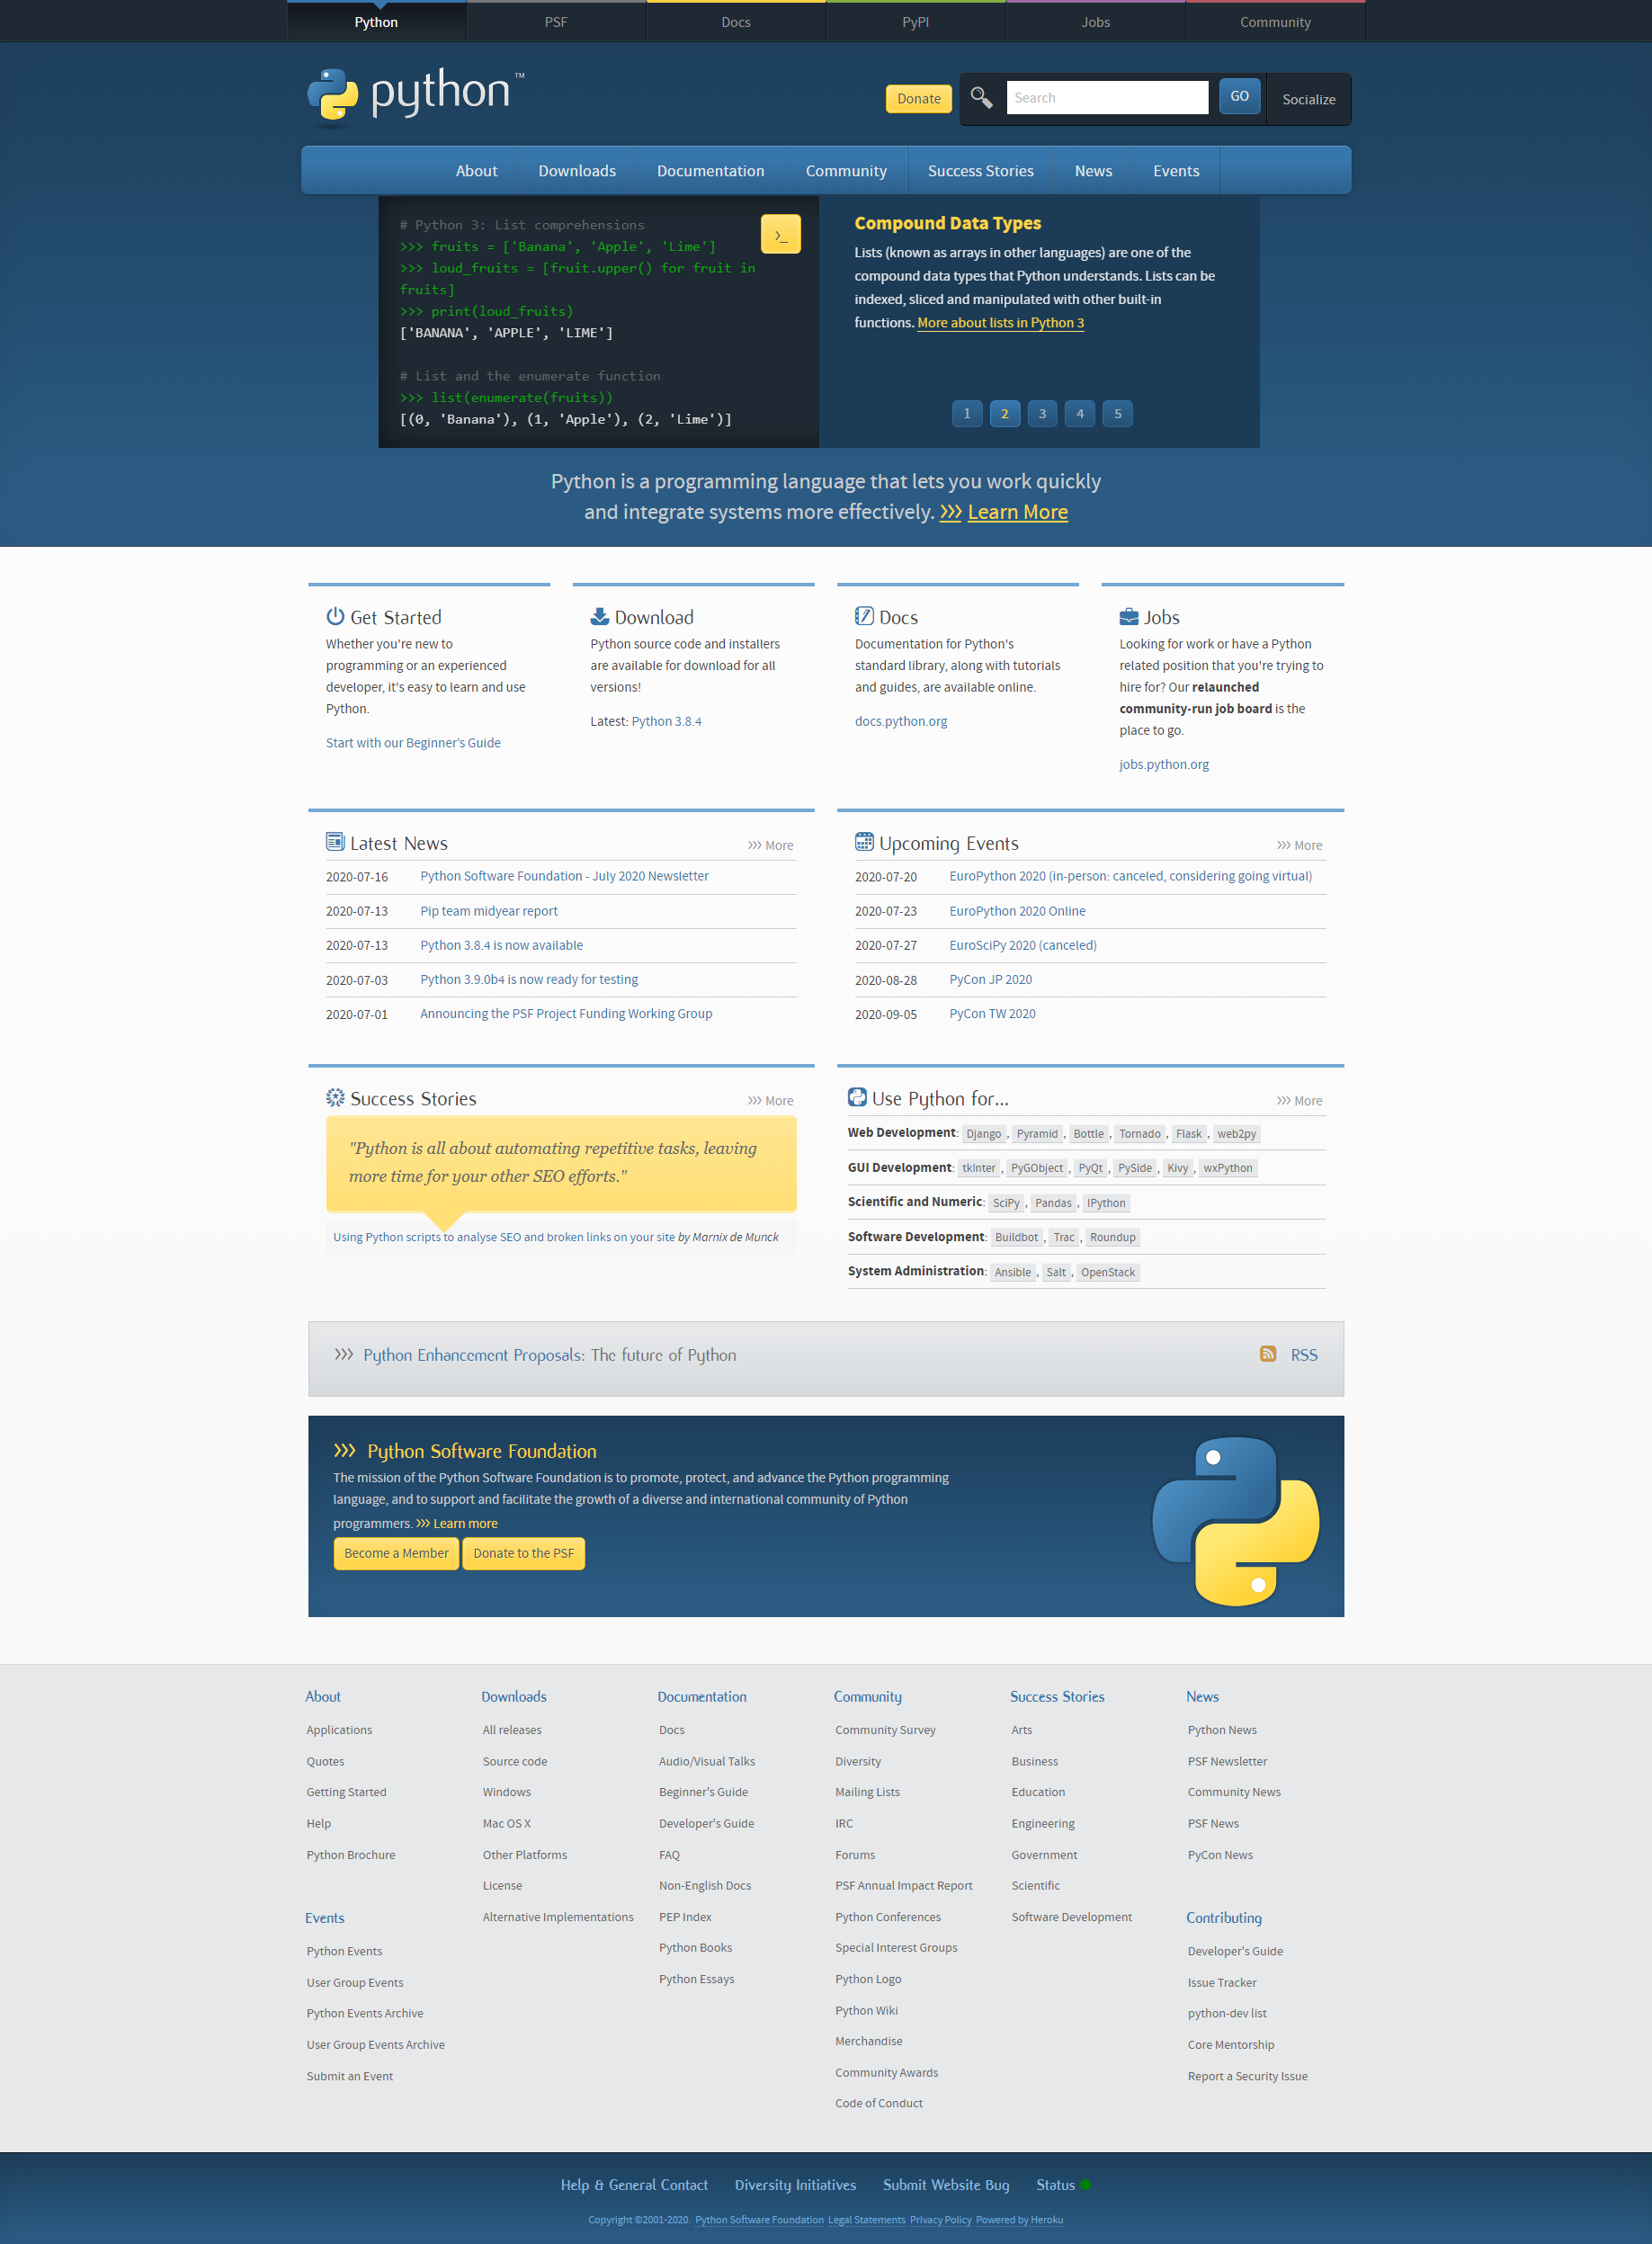 Python
PSF
Docs
PyPI
Jobs
Community
python™
Donate
Search
GO
Socialize
About
Downloads
Documentation
Community
Success Stories
News
Events
# Python 3: List comprehensions
>>> fruits = ['Banana', 'Apple', 'Lime']
>>> loud_fruits = [fruit.upper() for fruit in
fruits]
>>> print(loud_fruits)
['BANANA', 'APPLE', 'LIME']
# List and the enumerate function
>>> list(enumerate(fruits))
[(0, 'Banana'), (1, 'Apple'), (2, 'Lime')]
>_
Compound Data Types
Lists (known as arrays in other languages) are one of the
compound data types that Python understands. Lists can be
indexed, sliced and manipulated with other built-in
functions. More about lists in Python 3
1 2 3 4 5
Python is a programming language that lets you work quickly
and integrate systems more effectively. >>> Learn More
Get Started
Whether you're new to
programming or an experienced
developer, it's easy to learn and use
Python.
Start with our Beginner's Guide
Download
Python source code and installers
are available for download for all
versions!
Latest: Python 3.8.4
Docs
Documentation for Python's
standard library, along with tutorials
and guides, are available online.
docs.python.org
Jobs
Looking for work or have a Python
related position that you're trying to
hire for? Our relaunched
community-run job board is the
place to go.
jobs.python.org
Latest News
>>> More
2020-07-16 Python Software Foundation - July 2020 Newsletter
2020-07-13 Pip team midyear report
2020-07-13 Python 3.8.4 is now available
2020-07-03 Python 3.9.0b4 is now ready for testing
2020-07-01 Announcing the PSF Project Funding Working Group
Upcoming Events
>>> More
2020-07-20 EuroPython 2020 (in-person: canceled, considering going virtual)
2020-07-23 EuroPython 2020 Online
2020-07-27 EuroSciPy 2020 (canceled)
2020-08-28 PyCon JP 2020
2020-09-05 PyCon TW 2020
Success Stories
>>> More
"Python is all about automating repetitive tasks, leaving
more time for your other SEO efforts."
Using Python scripts to analyse SEO and broken links on your site by Marnix de Munck
Use Python for...
>>> More
Web Development: Django, Pyramid, Bottle, Tornado, Flask, web2py
GUI Development: tkInter, PyGObject, PyQt, PySide, Kivy, wxPython
Scientific and Numeric: SciPy, Pandas, IPython
Software Development: Buildbot, Trac, Roundup
System Administration: Ansible, Salt, OpenStack
>>> Python Enhancement Proposals: The future of Python
RSS
>>> Python Software Foundation
The mission of the Python Software Foundation is to promote, protect, and advance the Python programming
language, and to support and facilitate the growth of a diverse and international community of Python
programmers. >>> Learn more
Become a Member
Donate to the PSF
About
Applications
Quotes
Getting Started
Help
Python Brochure
Downloads
All releases
Source code
Windows
Mac OS X
Other Platforms
License
Alternative Implementations
Documentation
Docs
Audio/Visual Talks
Beginner's Guide
Developer's Guide
FAQ
Non-English Docs
PEP Index
Python Books
Python Essays
Community
Community Survey
Diversity
Mailing Lists
IRC
Forums
PSF Annual Impact Report
Python Conferences
Special Interest Groups
Python Logo
Python Wiki
Merchandise
Community Awards
Code of Conduct
Success Stories
Arts
Business
Education
Engineering
Government
Scientific
Software Development
News
Python News
PSF Newsletter
Community News
PSF News
PyCon News
Events
Python Events
User Group Events
Python Events Archive
User Group Events Archive
Submit an Event
Contributing
Developer's Guide
Issue Tracker
python-dev list
Core Mentorship
Report a Security Issue
Help & General Contact
Diversity Initiatives
Submit Website Bug
Status
Copyright ©2001-2020. Python Software Foundation Legal Statements Privacy Policy Powered by Heroku